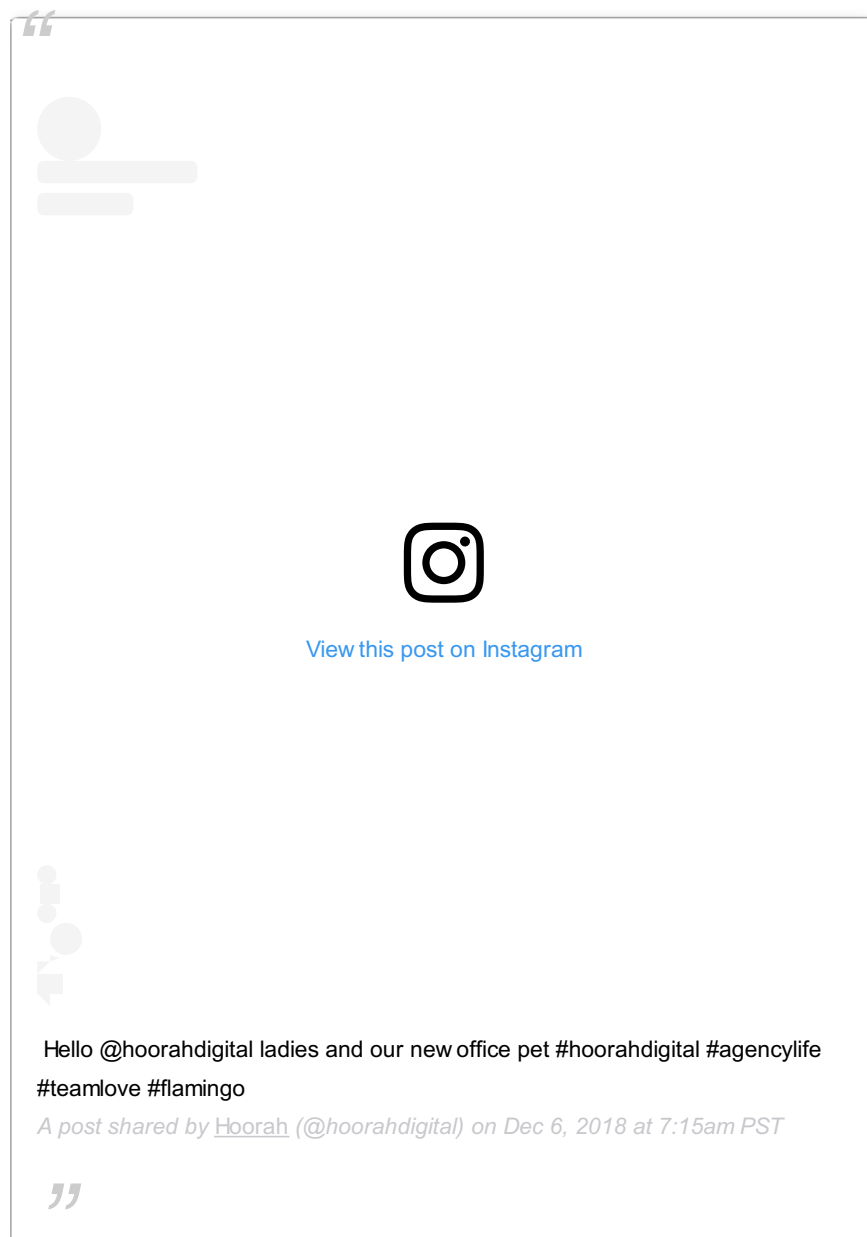 “
View this post on Instagram
Hello @hoorahdigital ladies and our new office pet #hoorahdigital #agencylife
#teamlove #flamingo
A post shared by Hoorah (@hoorahdigital) on Dec 6, 2018 at 7:15am PST
”